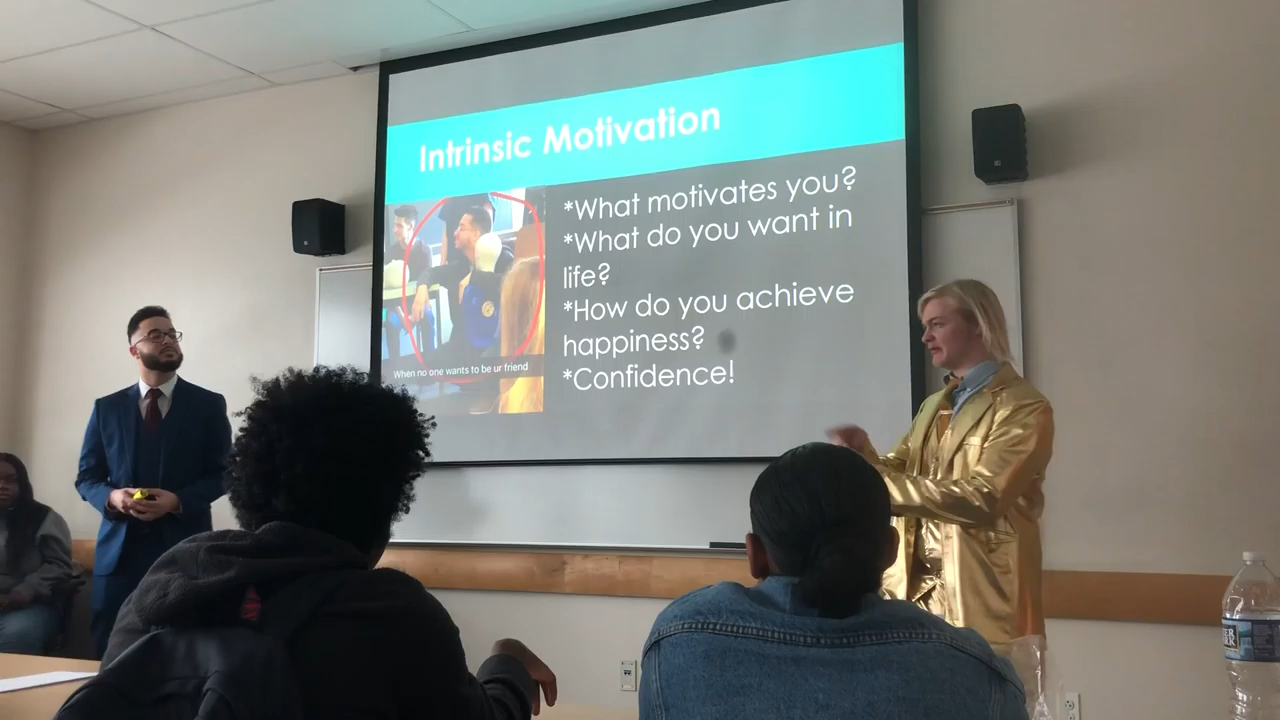 Intrinsic Motivation
*What motivates you?
*What do you want in
life?
*How do you achieve
happiness?
*Confidence!
When no one wants to be ur friend